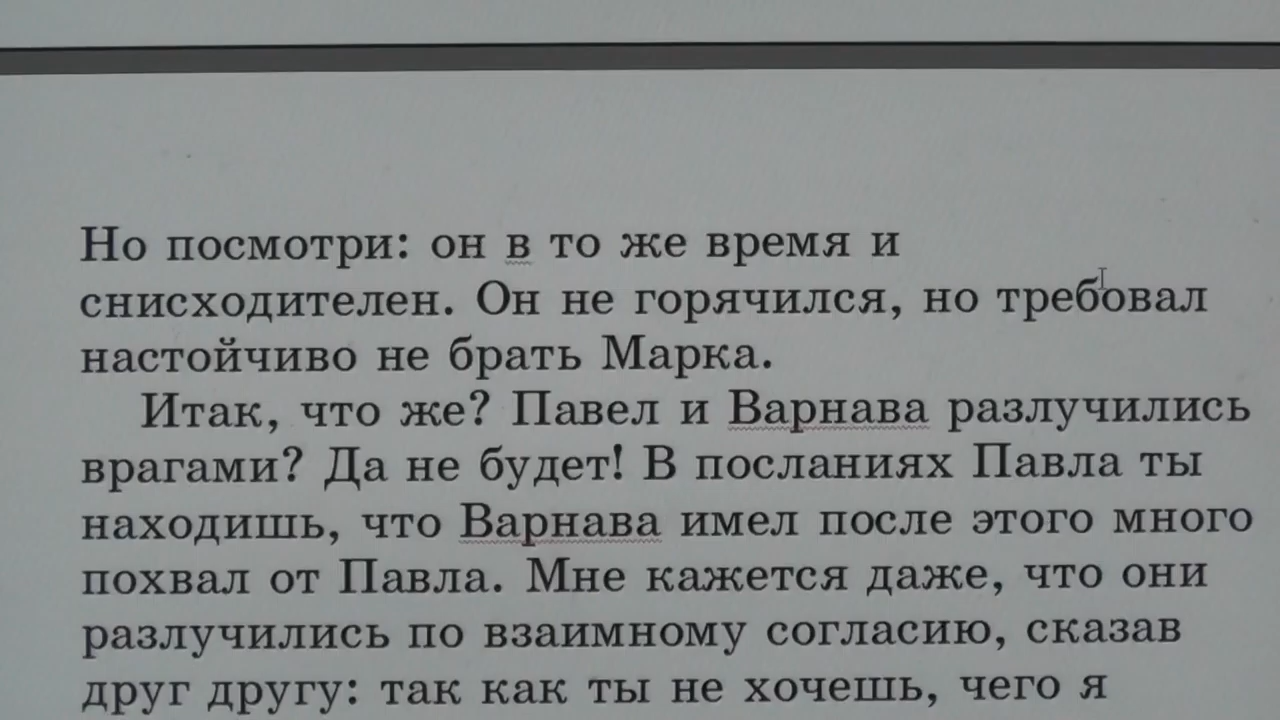 Но посмотри: он в то же время и
снисходителен. Он не горячился, но требовал
настойчиво не брать Марка.
Итак, что же? Павел и Варнава разлучились
врагами? Да не будет! В посланиях Павла ты
находишь, что Варнава имел после этого много
похвал от Павла. Мне кажется даже, что они
разлучились по взаимному согласию, сказав
друг другу: так как ты не хочешь, чего я